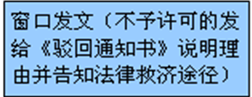 窗口发文（不予许可的发
给《驳回通知书》说明理
由并告知法律救济途径）